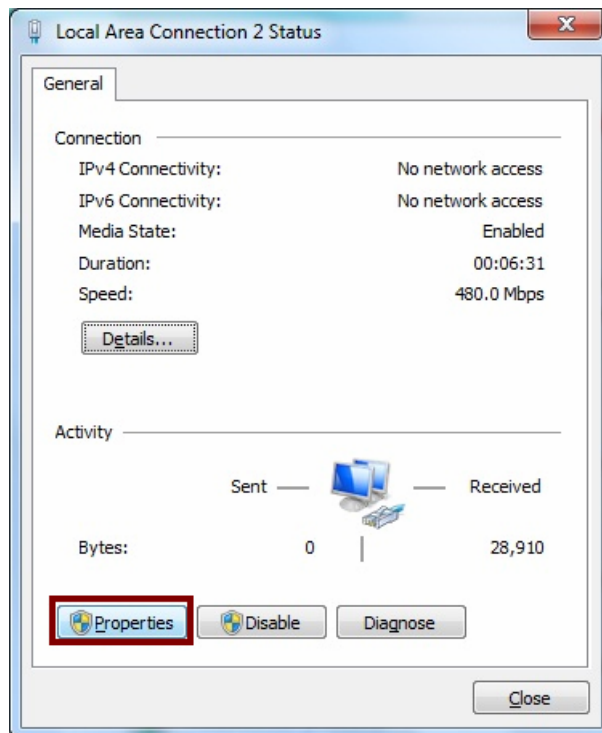 Local Area Connection 2 Status
General
Connection
IPv4 Connectivity: No network access
IPv6 Connectivity: No network access
Media State: Enabled
Duration: 00:06:31
Speed: 480.0 Mbps
Details...
Activity
Sent Received
Bytes: 0 28,910
Properties Disable Diagnose
Close